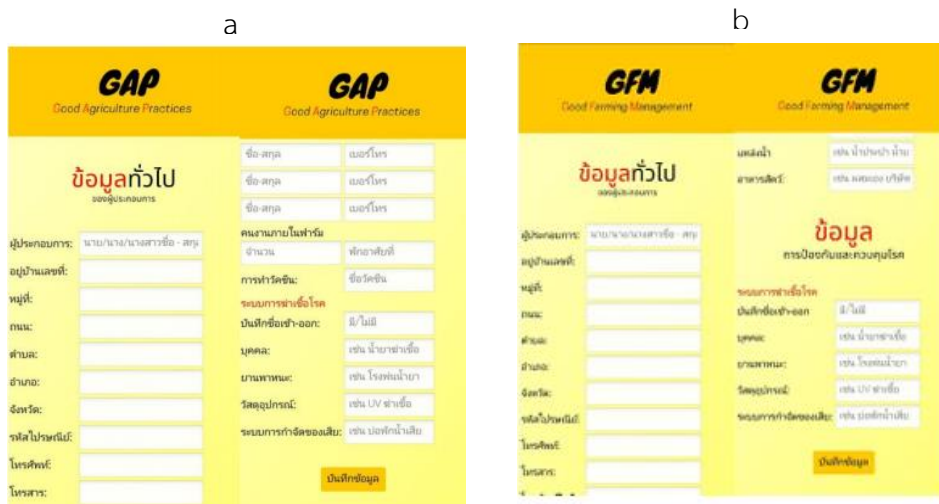 a
GAP
Good Agriculture Practices
ข้อมูลทั่วไป
ของผู้ประกอบการ
ผู้ประกอบการ: นาย/นาง/นางสาวชื่อ - สกุ
อยู่บ้านเลขที่:
หมู่ที่:
ถนน:
ตำบล:
อำเภอ:
จังหวัด:
รหัสไปรษณีย์:
โทรศัพท์:
โทรสาร:
GAP
Good Agriculture Practices
ชื่อ-สกุล เบอร์โทร
ชื่อ-สกุล เบอร์โทร
ชื่อ-สกุล เบอร์โทร
คนงานภายในฟาร์ม
จำนวน พักอาศัยที่
การทำวัคซีน: ชื่อวัคซีน
ระบบการฆ่าเชื้อโรค
บันทึกชื่อเข้า-ออก: มี/ไม่มี
บุคคล: เช่น น้ำยาฆ่าเชื้อ
ยานพาหนะ: เช่น โรงพ่นน้ำยา
วัสดุอุปกรณ์: เช่น UV ฆ่าเชื้อ
ระบบการกำจัดของเสีย: เช่น บ่อพักน้ำเสีย
บันทึกข้อมูล
b
GFM
Good Farming Management
ข้อมูลทั่วไป
ของผู้ประกอบการ
ผู้ประกอบการ: นาย/นาง/นางสาวชื่อ - สกุ
อยู่บ้านเลขที่:
หมู่ที่:
ถนน:
ตำบล:
อำเภอ:
จังหวัด:
รหัสไปรษณีย์:
โทรศัพท์:
โทรสาร:
GFM
Good Farming Management
แหล่งน้ำ เช่น น้ำประปา น้ำบ
อาหารสัตว์: เช่น ผสมเอง บริษัท
ข้อมูล
การป้องกันและควบคุมโรค
ระบบการฆ่าเชื้อโรค
บันทึกชื่อเข้า-ออก มี/ไม่มี
บุคคล: เช่น น้ำยาฆ่าเชื้อ
ยานพาหนะ: เช่น โรงพ่นน้ำยา
วัสดุอุปกรณ์: เช่น UV ฆ่าเชื้อ
ระบบการกำจัดของเสีย: เช่น บ่อพักน้ำเสีย
บันทึกข้อมูล